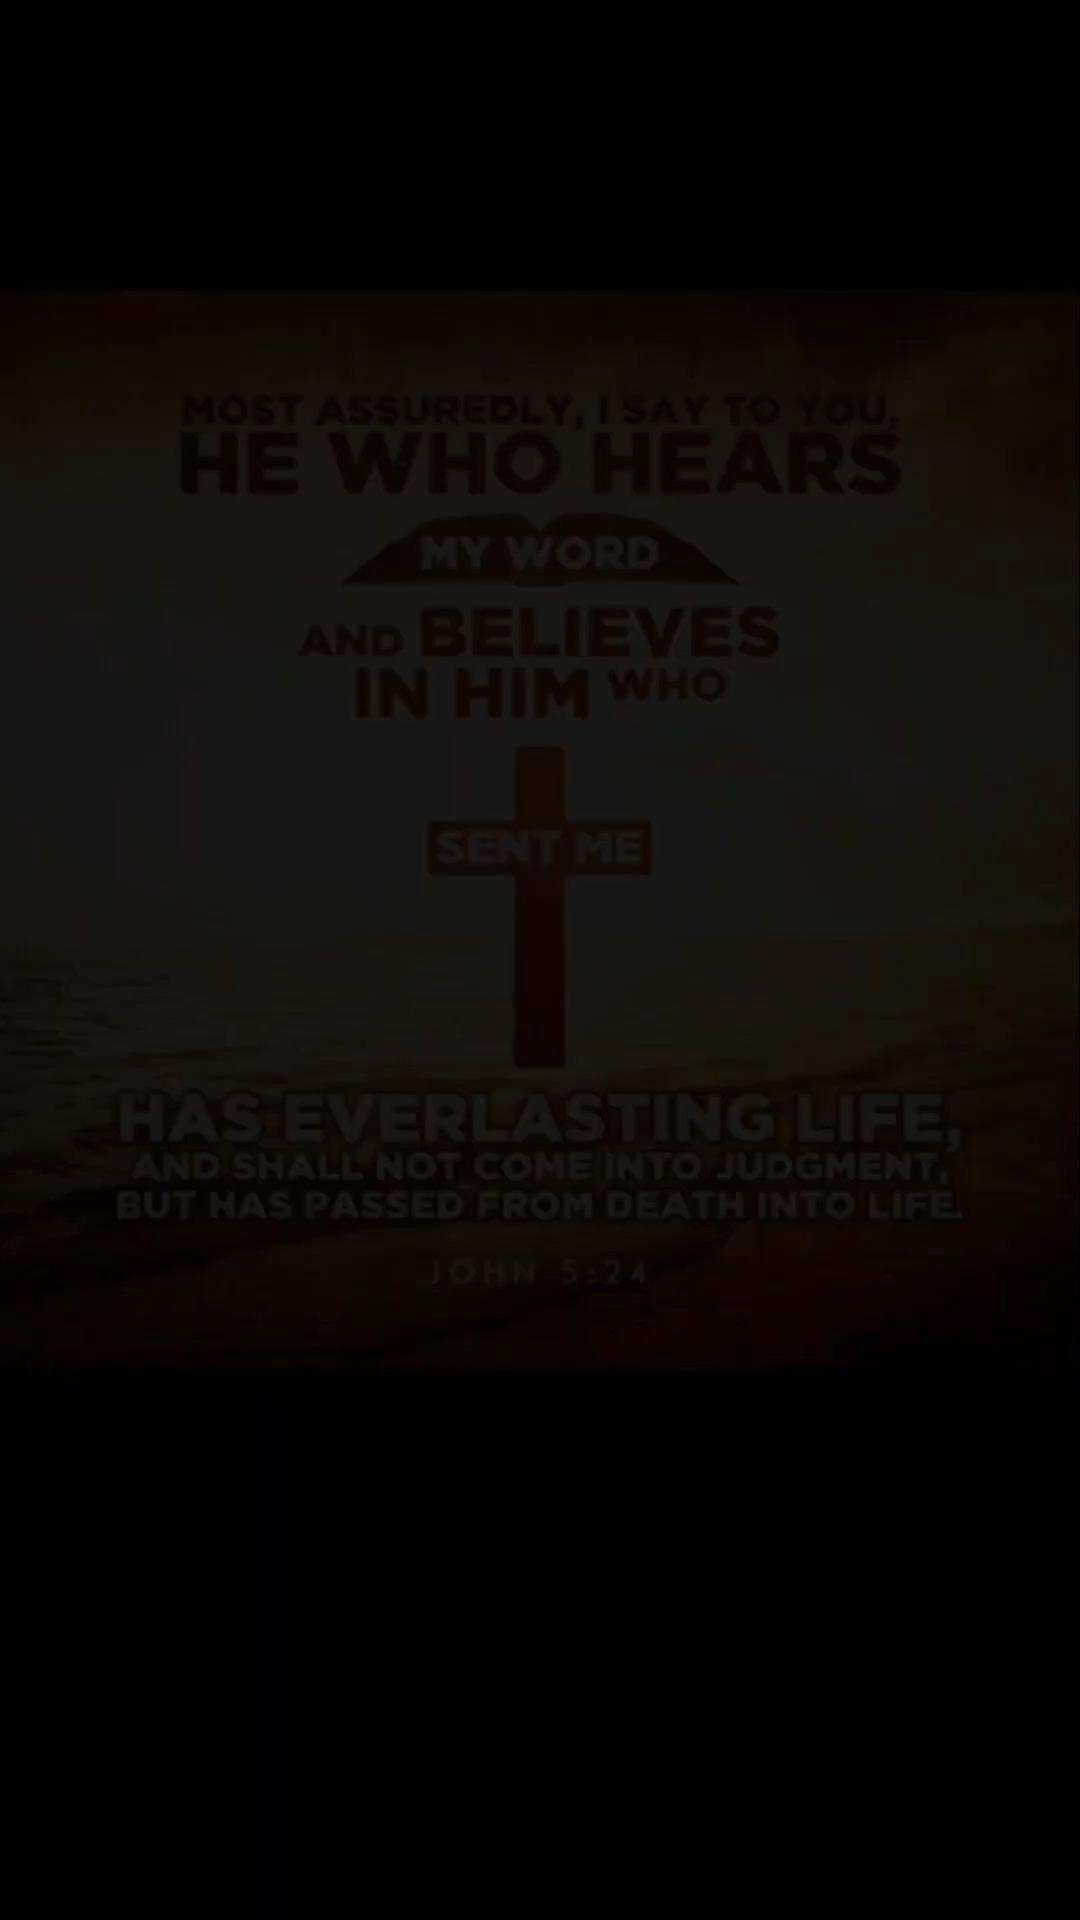 MOST ASSUREDLY, I SAY TO YOU,
HE WHO HEARS
MY WORD
AND BELIEVES
IN HIM WHO
SENT ME
HAS EVERLASTING LIFE,
AND SHALL NOT COME INTO JUDGMENT,
BUT HAS PASSED FROM DEATH INTO LIFE.
JOHN 5:24